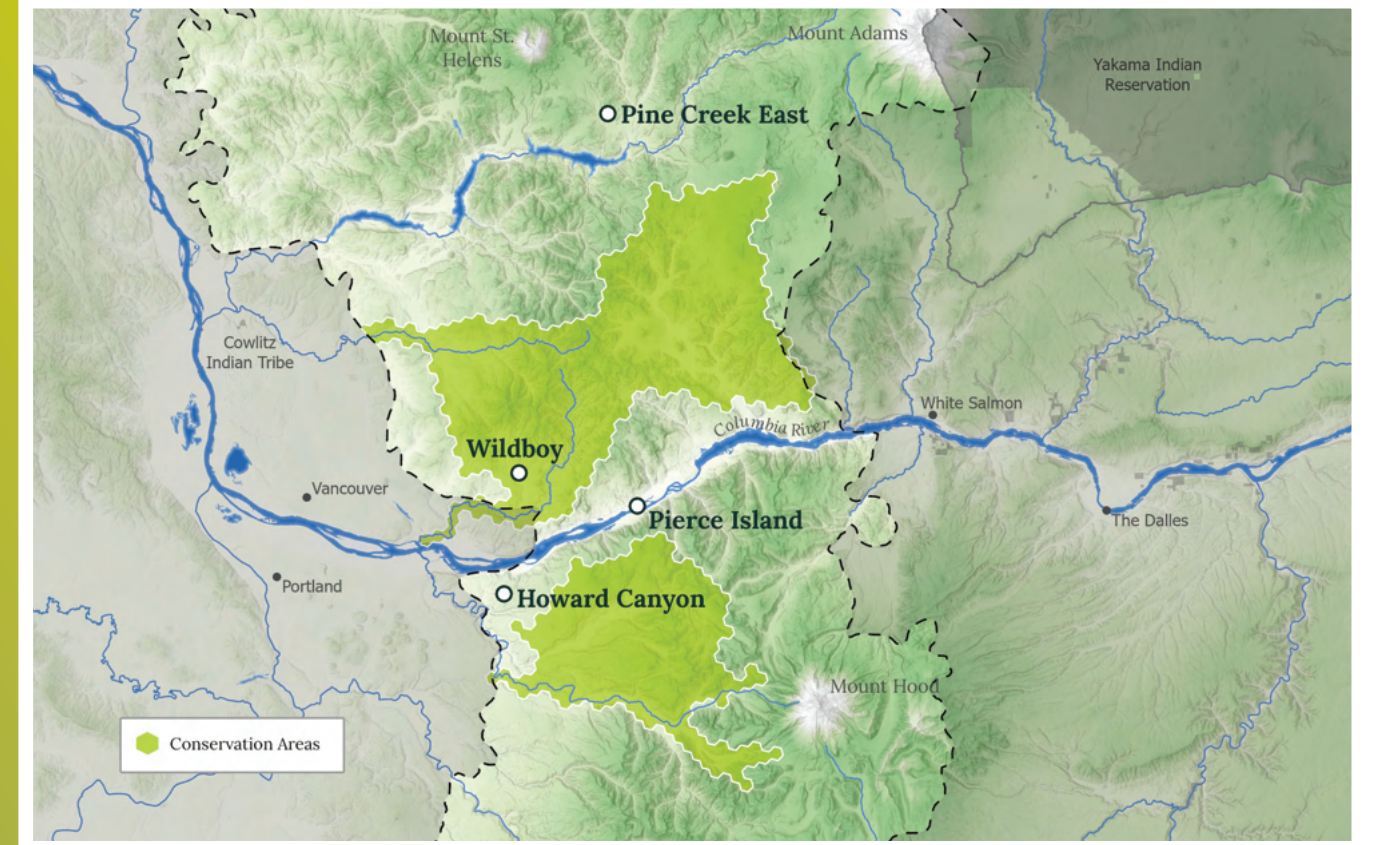 Mount St.
Helens
Mount Adams
Yakama Indian
Reservation
Pine Creek East
Cowlitz
Indian Tribe
White Salmon
Columbia River
Wildboy
Vancouver
Pierce Island
The Dalles
Portland
Howard Canyon
Mount Hood
Conservation Areas